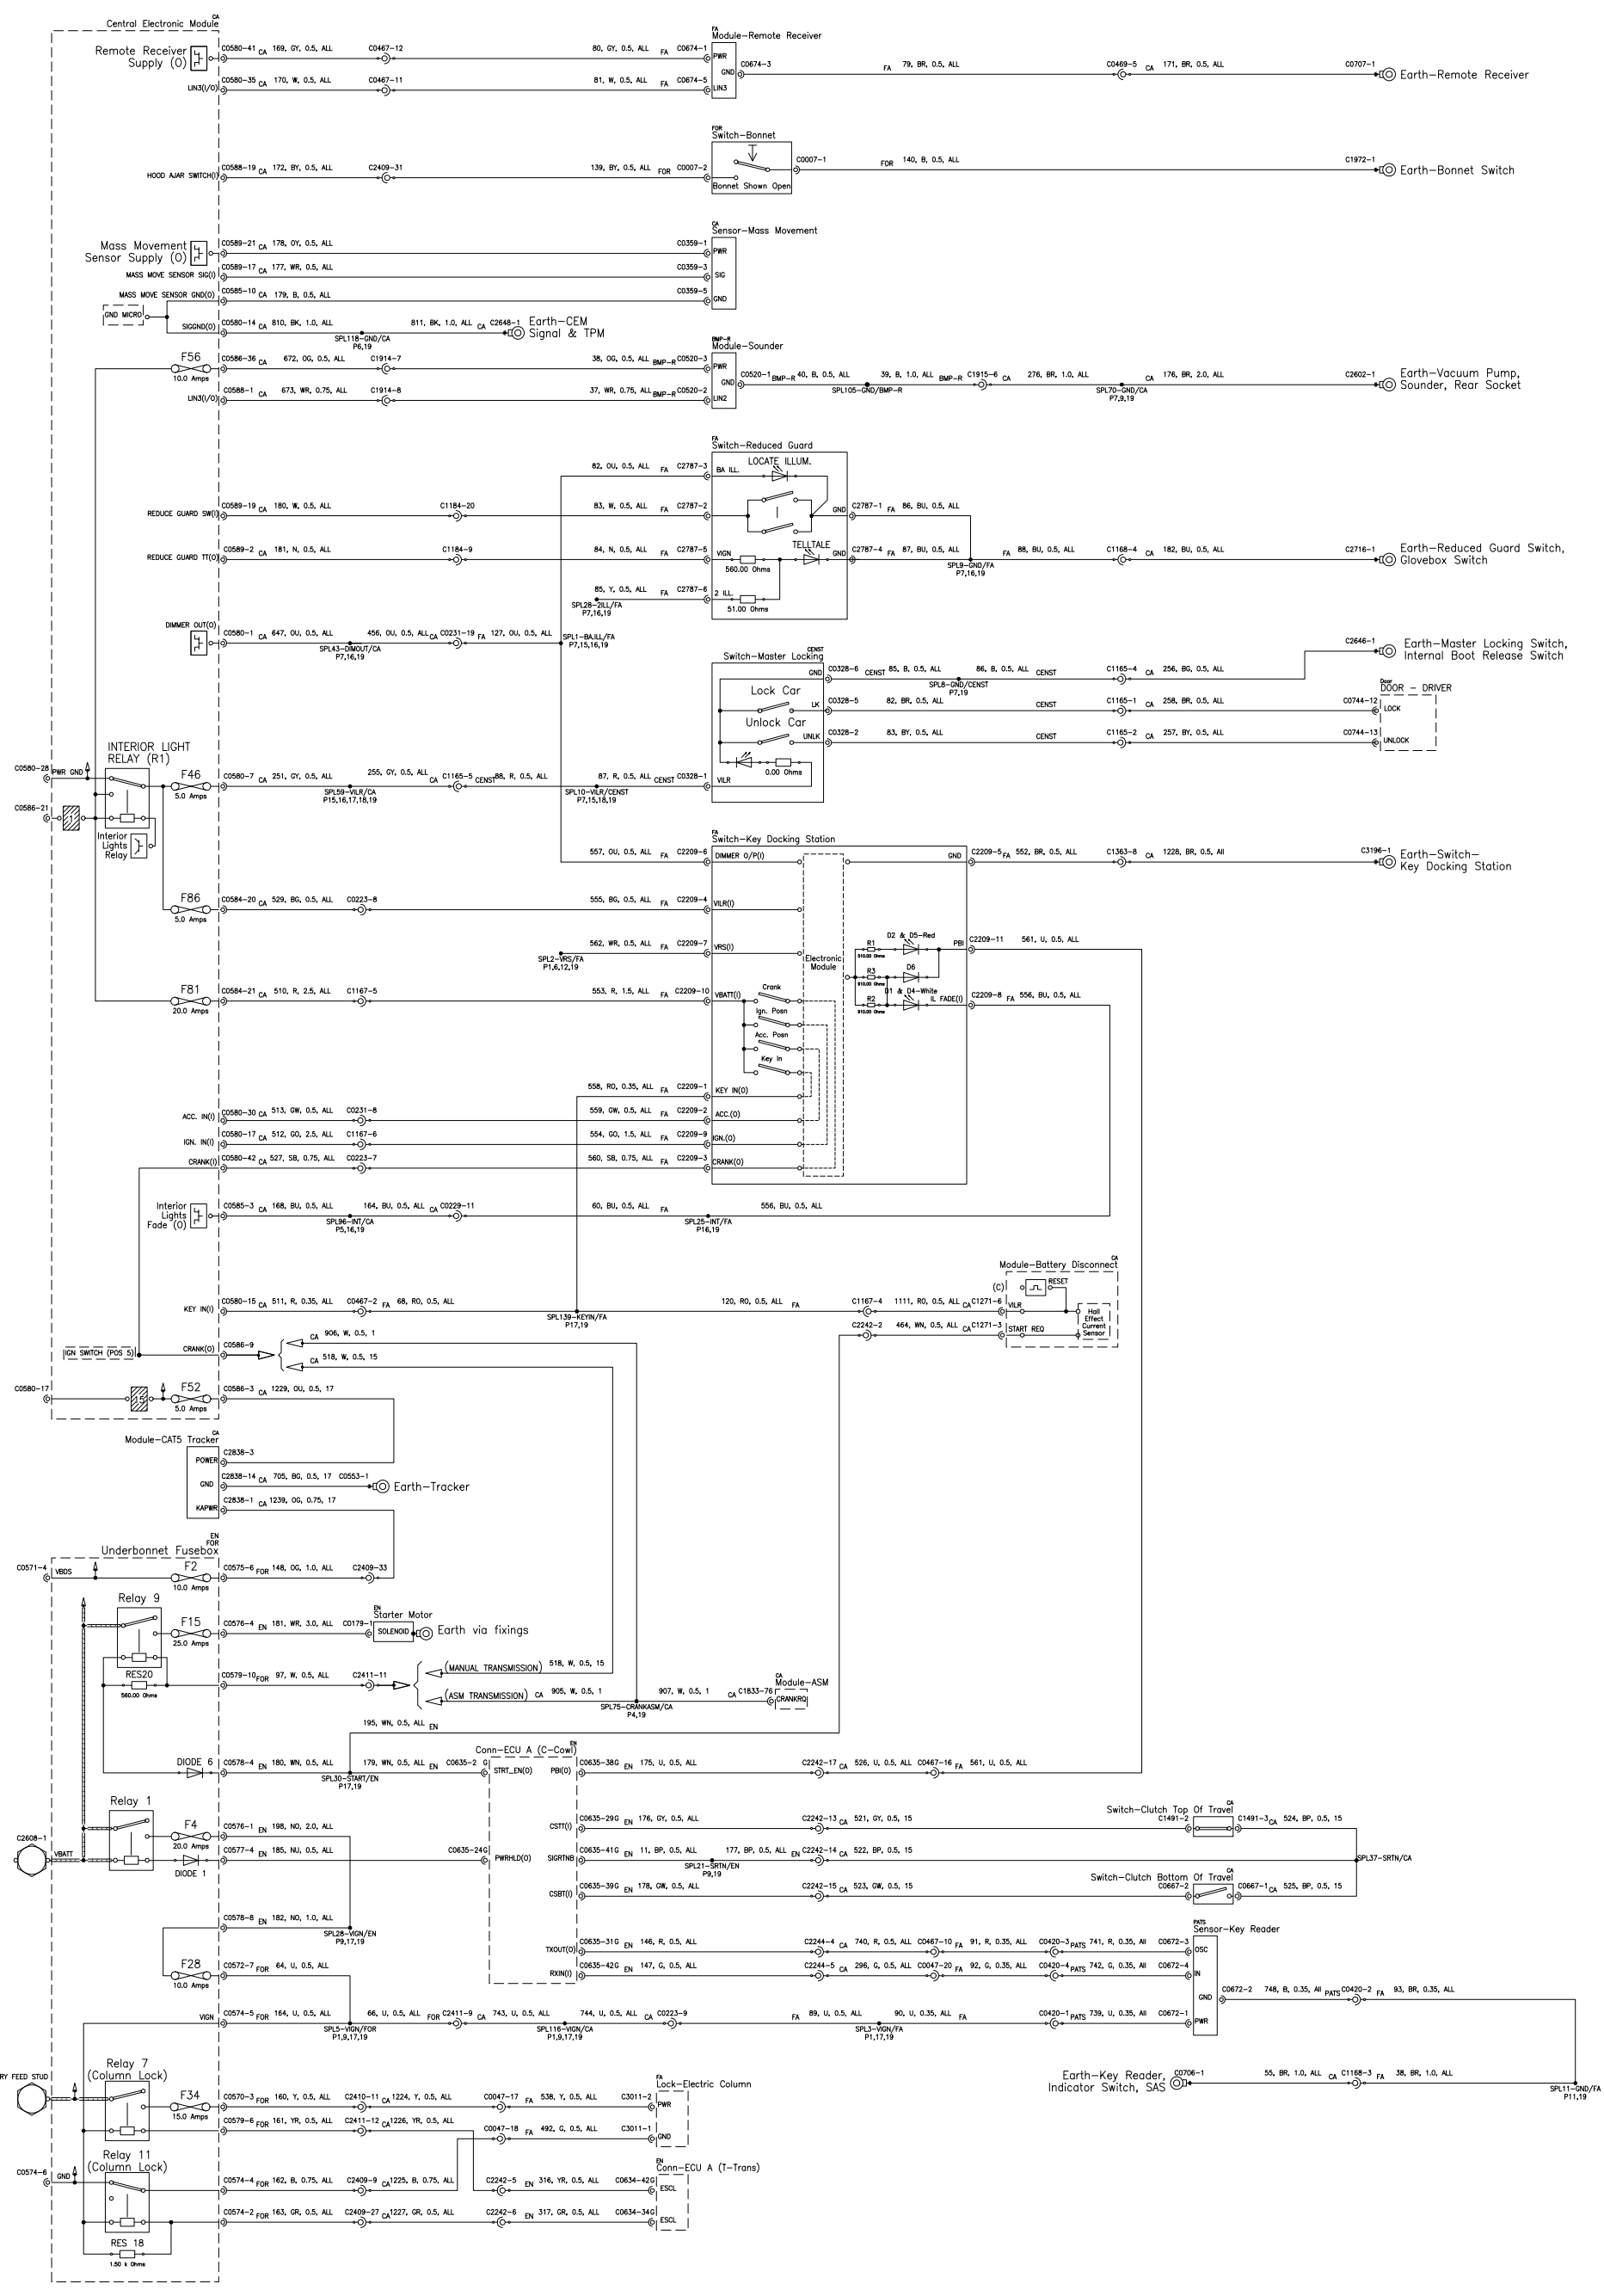 CA
Central Electronic Module
Remote Receiver
Supply (O)
C0580-41 CA 169, GY, 0.5, ALL C0467-12 80, GY, 0.5, ALL FA C0674-1
LIN3(I/O) C0580-35 CA 170, W, 0.5, ALL C0467-11 81, W, 0.5, ALL FA C0674-5
FA
Module-Remote Receiver
PWR
GND
LIN3
C0674-3 FA 79, BR, 0.5, ALL C0469-5 CA 171, BR, 0.5, ALL C0707-1 Earth-Remote Receiver
FOR
Switch-Bonnet
Bonnet Shown Open
HOOD AJAR SWITCH(I) C0588-19 CA 172, BY, 0.5, ALL C2409-31 139, BY, 0.5, ALL FOR C0007-2
C0007-1 FOR 140, B, 0.5, ALL C1972-1 Earth-Bonnet Switch
CA
Sensor-Mass Movement
Mass Movement
Sensor Supply (O)
C0589-21 CA 178, OY, 0.5, ALL C0359-1 PWR
MASS MOVE SENSOR SIG(I) C0589-17 CA 177, WR, 0.5, ALL C0359-3 SIG
MASS MOVE SENSOR GND(O) C0585-10 CA 179, B, 0.5, ALL C0359-5 GND
GND MICRO
SIGGND(O) C0580-14 CA 810, BK, 1.0, ALL 811, BK, 1.0, ALL CA C2648-1 Earth-CEM
Signal & TPM
SPL118-GND/CA
P6,19
BMP-R
Module-Sounder
F56
10.0 Amps
C0586-36 CA 672, OG, 0.5, ALL C1914-7 38, OG, 0.5, ALL BMP-R C0520-3 PWR
LIN3(I/O) C0588-1 CA 673, WR, 0.75, ALL C1914-8 37, WR, 0.75, ALL BMP-R C0520-2 LIN2
GND C0520-1 BMP-R 40, B, 0.5, ALL 39, B, 1.0, ALL BMP-R C1915-6 CA 276, BR, 1.0, ALL CA 176, BR, 2.0, ALL C2602-1
SPL105-GND/BMP-R
SPL70-GND/CA
P7,9,19
Earth-Vacuum Pump,
Sounder, Rear Socket
FA
Switch-Reduced Guard
LOCATE ILLUM.
82, OU, 0.5, ALL FA C2787-3 BA ILL.
REDUCE GUARD SW(I) C0589-19 CA 180, W, 0.5, ALL C1184-20 83, W, 0.5, ALL FA C2787-2
GND C2787-1 FA 86, BU, 0.5, ALL
REDUCE GUARD TT(O) C0589-2 CA 181, N, 0.5, ALL C1184-9 84, N, 0.5, ALL FA C2787-5 VIGN
560.00 Ohms
TELLTALE
GND C2787-4 FA 87, BU, 0.5, ALL FA 88, BU, 0.5, ALL C1168-4 CA 182, BU, 0.5, ALL C2716-1
SPL9-GND/FA
P7,16,19
Earth-Reduced Guard Switch,
Glovebox Switch
85, Y, 0.5, ALL FA C2787-6 2 ILL.
SPL28-2ILL/FA
P7,16,19
51.00 Ohms
DIMMER OUT(O)
C0580-1 CA 647, OU, 0.5, ALL 456, OU, 0.5, ALL CA C0231-19 FA 127, OU, 0.5, ALL
SPL43-DIMOUT/CA
P7,16,19
SPL1-BAILL/FA
P7,15,16,19
CENST
Switch-Master Locking
GND C0328-6 CENST 85, B, 0.5, ALL 86, B, 0.5, ALL CENST C1165-4 CA 256, BG, 0.5, ALL C2646-1
SPL8-GND/CENST
P7,19
Earth-Master Locking Switch,
Internal Boot Release Switch
Lock Car
LK C0328-5 82, BR, 0.5, ALL CENST C1165-1 CA 258, BR, 0.5, ALL C0744-12 LOCK
Unlock Car
UNLK C0328-2 83, BY, 0.5, ALL CENST C1165-2 CA 257, BY, 0.5, ALL C0744-13 UNLOCK
Door
DOOR - DRIVER
0.00 Ohms
VILR
INTERIOR LIGHT
RELAY (R1)
C0580-28 PWR GND
C0586-21
1
Interior
Lights
Relay
F46
5.0 Amps
C0580-7 CA 251, GY, 0.5, ALL 255, GY, 0.5, ALL CA C1165-5 CENST 88, R, 0.5, ALL 87, R, 0.5, ALL CENST C0328-1
SPL59-VILR/CA
P15,16,17,18,19
SPL10-VILR/CENST
P7,15,18,19
FA
Switch-Key Docking Station
557, OU, 0.5, ALL FA C2209-6 DIMMER O/P(I)
GND C2209-5 FA 552, BR, 0.5, ALL C1363-8 CA 1228, BR, 0.5, All C3196-1
Earth-Switch-
Key Docking Station
F86
5.0 Amps
C0584-20 CA 529, BG, 0.5, ALL C0223-8 555, BG, 0.5, ALL FA C2209-4 VILR(I)
562, WR, 0.5, ALL FA C2209-7 VRS(I)
SPL2-VRS/FA
P1,6,12,19
Electronic
Module
R1
510.00 Ohms
D2 & D5-Red
R3
910.00 Ohms
D6
R2
910.00 Ohms
D1 & D4-White
PBI C2209-11 561, U, 0.5, ALL
IL FADE(I) C2209-8 FA 556, BU, 0.5, ALL
F81
20.0 Amps
C0584-21 CA 510, R, 2.5, ALL C1167-5 553, R, 1.5, ALL FA C2209-10 VBATT(I)
Crank
Ign. Posn
Acc. Posn
Key In
558, RO, 0.35, ALL FA C2209-1 KEY IN(O)
ACC. IN(I) C0580-30 CA 513, GW, 0.5, ALL C0231-8 559, GW, 0.5, ALL FA C2209-2 ACC.(O)
IGN. IN(I) C0580-17 CA 512, GO, 2.5, ALL C1167-6 554, GO, 1.5, ALL FA C2209-9 IGN.(O)
CRANK(I) C0580-42 CA 527, SB, 0.75, ALL C0223-7 560, SB, 0.75, ALL FA C2209-3 CRANK(O)
Interior
Lights
Fade (O)
C0585-3 CA 168, BU, 0.5, ALL 164, BU, 0.5, ALL CA C0229-11 60, BU, 0.5, ALL FA 556, BU, 0.5, ALL
SPL96-INT/CA
P5,16,19
SPL25-INT/FA
P16,19
CA
Module-Battery Disconnect
(C)
RESET
KEY IN(I) C0580-15 CA 511, R, 0.35, ALL C0467-2 FA 68, RO, 0.5, ALL 120, RO, 0.5, ALL FA C1167-4 1111, RO, 0.5, ALL CA C1271-6 VILR
SPL139-KEYIN/FA
P17,19
C2242-2 464, WN, 0.5, ALL CA C1271-3 START REQ
Hall
Effect
Current
Sensor
IGN SWITCH (POS 5)
CRANK(O) C0586-9
CA 906, W, 0.5, 1
CA 518, W, 0.5, 15
C0580-17
15
F52
5.0 Amps
C0586-3 CA 1229, OU, 0.5, 17
CA
Module-CAT5 Tracker
POWER C2838-3
GND C2838-14 CA 705, BG, 0.5, 17 C0553-1 Earth-Tracker
KAPWR C2838-1 CA 1239, OG, 0.75, 17
EN
FOR
Underbonnet Fusebox
C0571-4 VBDS
F2
10.0 Amps
C0575-6 FOR 148, OG, 1.0, ALL C2409-33
Relay 9
F15
25.0 Amps
C0576-4 EN 181, WR, 3.0, ALL C0179-1
EN
Starter Motor
SOLENOID
Earth via fixings
RES20
560.00 Ohms
C0579-10 FOR 97, W, 0.5, ALL C2411-11
(MANUAL TRANSMISSION) 518, W, 0.5, 15
(ASM TRANSMISSION) CA 905, W, 0.5, 1 907, W, 0.5, 1 CA C1833-76
SPL75-CRANKASM/CA
P4,19
CA
Module-ASM
CRANKRQ
195, WN, 0.5, ALL EN
DIODE 6
C0578-4 EN 180, WN, 0.5, ALL 179, WN, 0.5, ALL C0635-2 G STRT_EN(O)
SPL30-START/EN
P17,19
EN
Conn-ECU A (C-Cowl)
PBI(O) C0635-38G EN 175, U, 0.5, ALL C2242-17 CA 526, U, 0.5, ALL C0467-16 FA 561, U, 0.5, ALL
Relay 1
C2608-1
VBATT
F4
20.0 Amps
C0576-1 EN 198, NO, 2.0, ALL
DIODE 1
C0577-4 EN 185, NU, 0.5, ALL C0635-24G PWRHLD(O)
CSTT(I) C0635-29G EN 176, GY, 0.5, ALL C2242-13 CA 521, GY, 0.5, 15
CA
Switch-Clutch Top Of Travel
C1491-2 C1491-3 CA 524, BP, 0.5, 15
SIGRTNB C0635-41G EN 11, BP, 0.5, ALL 177, BP, 0.5, ALL EN C2242-14 CA 522, BP, 0.5, 15 SPL37-SRTN/CA
SPL21-SRTN/EN
P9,19
CA
Switch-Clutch Bottom Of Travel
CSBT(I) C0635-39G EN 178, GW, 0.5, ALL C2242-15 CA 523, GW, 0.5, 15 C0667-2 C0667-1 CA 525, BP, 0.5, 15
C0578-8 EN 182, NO, 1.0, ALL
SPL28-VIGN/EN
P9,17,19
PATS
Sensor-Key Reader
TXOUT(O) C0635-31G EN 146, R, 0.5, ALL C2244-4 CA 740, R, 0.5, ALL C0467-10 FA 91, R, 0.35, ALL C0420-3 PATS 741, R, 0.35, All C0672-3 OSC
F28
10.0 Amps
C0572-7 FOR 64, U, 0.5, ALL
RXIN(I) C0635-42G EN 147, G, 0.5, ALL C2244-5 CA 296, G, 0.5, ALL C0047-20 FA 92, G, 0.35, ALL C0420-4 PATS 742, G, 0.35, All C0672-4 IN
GND C0672-2 748, B, 0.35, All PATS C0420-2 FA 93, BR, 0.35, ALL
VIGN C0574-5 FOR 164, U, 0.5, ALL 66, U, 0.5, ALL FOR C2411-9 CA 743, U, 0.5, ALL 744, U, 0.5, ALL CA C0223-9 FA 89, U, 0.5, ALL 90, U, 0.35, ALL FA C0420-1 PATS 739, U, 0.35, All C0672-1 PWR
SPL5-VIGN/FOR
P1,9,17,19
SPL116-VIGN/CA
P1,9,17,19
SPL3-VIGN/FA
P1,17,19
Earth-Key Reader,
Indicator Switch, SAS
C0706-1 55, BR, 1.0, ALL CA C1168-3 FA 38, BR, 1.0, ALL
SPL11-GND/FA
P11,19
RY FEED STUD
Relay 7
(Column Lock)
F34
15.0 Amps
C0570-3 FOR 160, Y, 0.5, ALL C2410-11 CA 1224, Y, 0.5, ALL C0047-17 FA 538, Y, 0.5, ALL C3011-2 PWR
FA
Lock-Electric Column
C0579-6 FOR 161, YR, 0.5, ALL C2411-12 CA 1226, YR, 0.5, ALL
C0047-18 FA 492, G, 0.5, ALL C3011-1 GND
Relay 11
(Column Lock)
C0574-6 GND
EN
Conn-ECU A (T-Trans)
C0574-4 FOR 162, B, 0.75, ALL C2409-9 CA 1225, B, 0.75, ALL C2242-5 EN 316, YR, 0.5, ALL C0634-42G ESCL
C0574-2 FOR 163, GR, 0.5, ALL C2409-27 CA 1227, GR, 0.5, ALL C2242-6 EN 317, GR, 0.5, ALL C0634-34G ESCL
RES 18
1.50 k Ohms